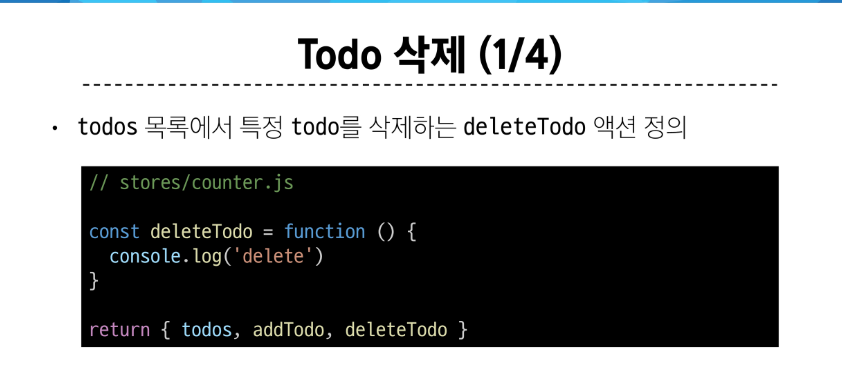 Todo 삭제 (1/4)
• todos 목록에서 특정 todo를 삭제하는 deleteTodo 액션 정의
// stores/counter.js
const deleteTodo = function () {
  console.log('delete')
}
return { todos, addTodo, deleteTodo }